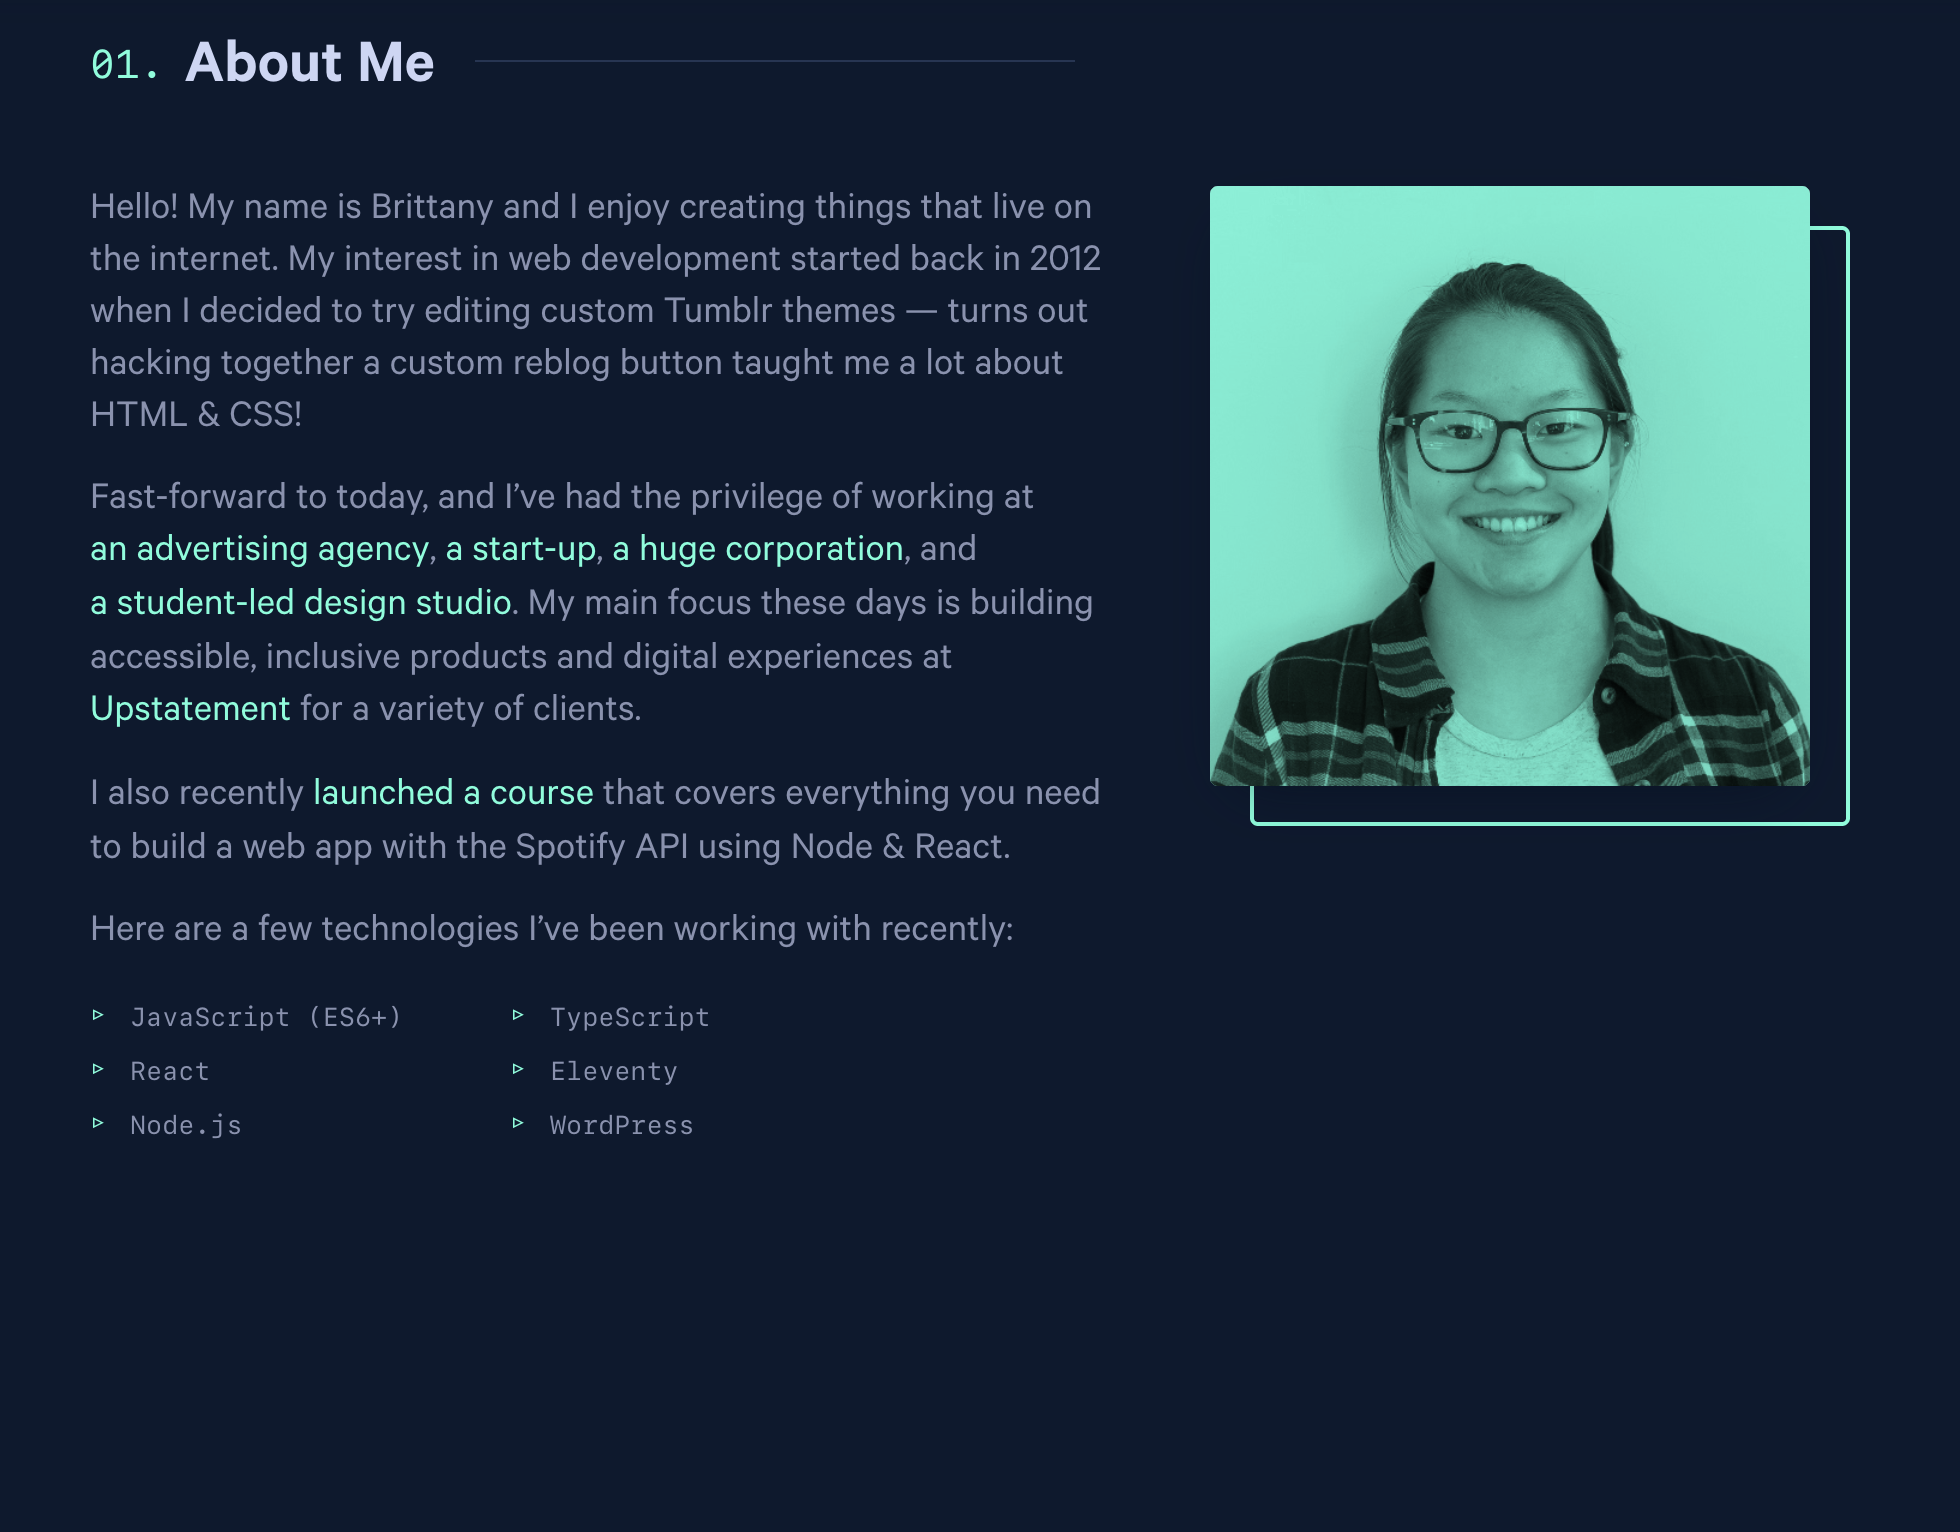 01. About Me
Hello! My name is Brittany and I enjoy creating things that live on
the internet. My interest in web development started back in 2012
when I decided to try editing custom Tumblr themes — turns out
hacking together a custom reblog button taught me a lot about
HTML & CSS!
Fast-forward to today, and I’ve had the privilege of working at
an advertising agency, a start-up, a huge corporation, and
a student-led design studio. My main focus these days is building
accessible, inclusive products and digital experiences at
Upstatement for a variety of clients.
I also recently launched a course that covers everything you need
to build a web app with the Spotify API using Node & React.
Here are a few technologies I’ve been working with recently:
▹ JavaScript (ES6+)
▹ TypeScript
▹ React
▹ Eleventy
▹ Node.js
▹ WordPress